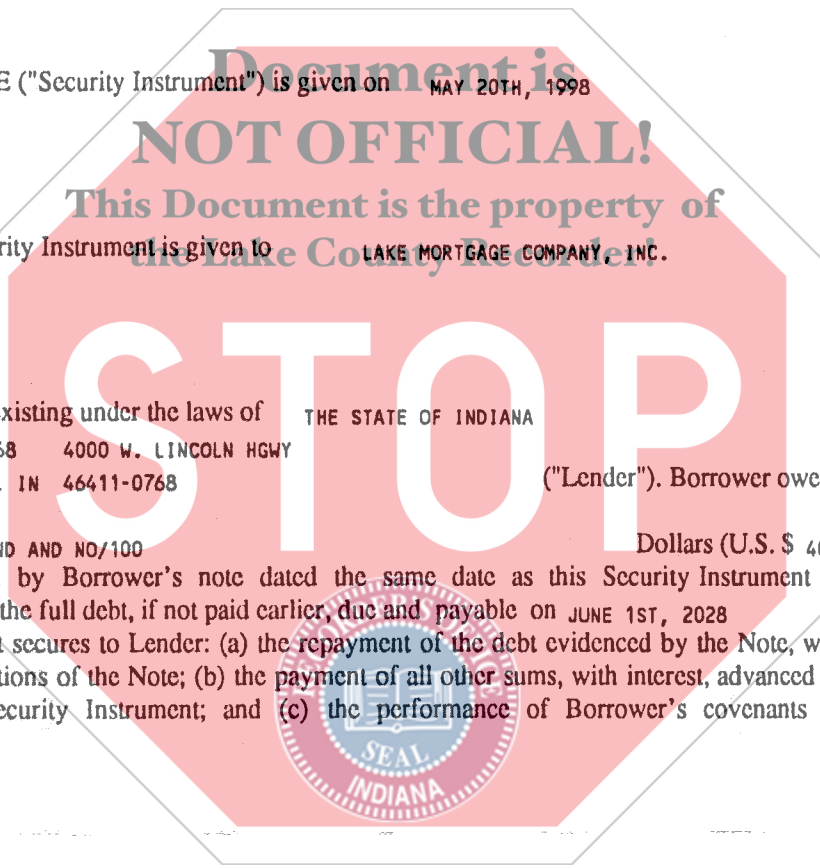 Document is
E ("Security Instrument") is given on MAY 20TH, 1998
NOT OFFICIAL!
This Document is the property of
rity Instrument is given to LAKE MORTGAGE COMPANY, INC.
the Lake County Recorder!
STOP
xisting under the laws of THE STATE OF INDIANA
68 4000 W. LINCOLN HGWY
IN 46411-0768 ("Lender"). Borrower owe
ND AND NO/100 Dollars (U.S. $ 4
by Borrower's note dated the same date as this Security Instrument
the full debt, if not paid earlier, due and payable on JUNE 1ST, 2028
t secures to Lender: (a) the repayment of the debt evidenced by the Note, w
tions of the Note; (b) the payment of all other sums, with interest, advanced
ecurity Instrument; and (c) the performance of Borrower's covenants
SEAL
INDIANA